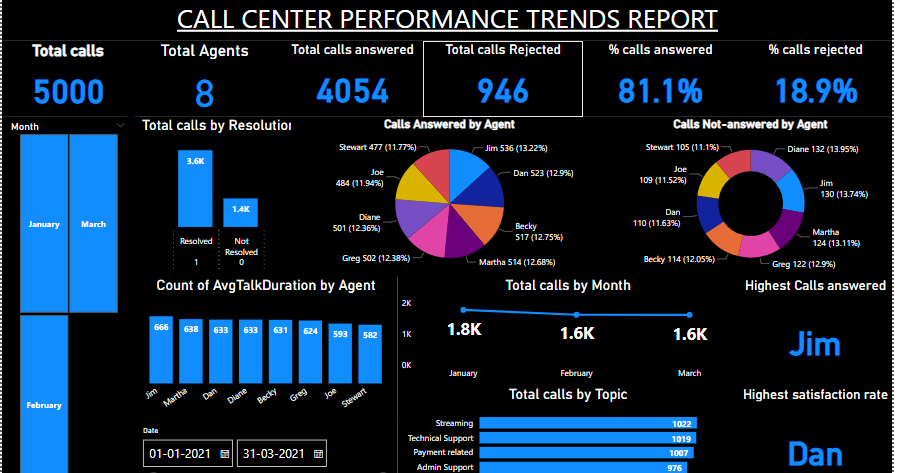 CALL CENTER PERFORMANCE TRENDS REPORT
Total calls
5000
Total Agents
8
Total calls answered
4054
Total calls Rejected
946
% calls answered
81.1%
% calls rejected
18.9%
Month
January
March
February
Total calls by Resolution
3.6K
1.4K
Resolved
1
Not
Resolved
0
Calls Answered by Agent
Stewart 477 (11.77%)
Jim 536 (13.22%)
Joe
484 (11.94%)
Dan 523 (12.9%)
Diane
501 (12.36%)
Becky
517 (12.75%)
Greg 502 (12.38%)
Martha 514 (12.68%)
Calls Not-answered by Agent
Stewart 105 (11.1%)
Diane 132 (13.95%)
Joe
109 (11.52%)
Jim
130 (13.74%)
Dan
110 (11.63%)
Martha
124 (13.11%)
Becky 114 (12.05%)
Greg 122 (12.9%)
Count of AvgTalkDuration by Agent
666
638
633
633
631
624
593
582
Jim
Martha
Dan
Diane
Becky
Greg
Joe
Stewart
Date
01-01-2021
31-03-2021
Total calls by Month
2K
1K
0K
1.8K
1.6K
1.6K
January
February
March
Total calls by Topic
Streaming
1022
Technical Support
1019
Payment related
1007
Admin Support
976
Highest Calls answered
Jim
Highest satisfaction rate
Dan